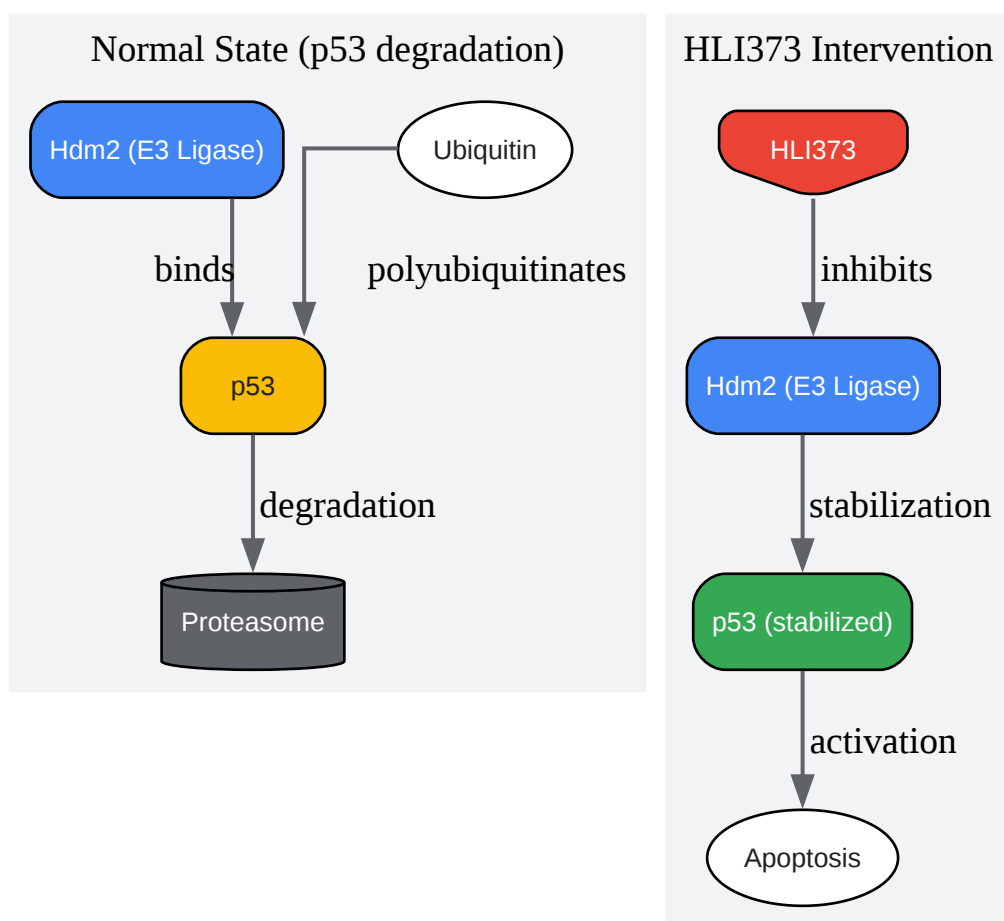 Normal State (p53 degradation)
Hdm2 (E3 Ligase)
Ubiquitin
binds
polyubiquitinates
p53
degradation
Proteasome
HLI373 Intervention
HLI373
inhibits
Hdm2 (E3 Ligase)
stabilization
p53 (stabilized)
activation
Apoptosis